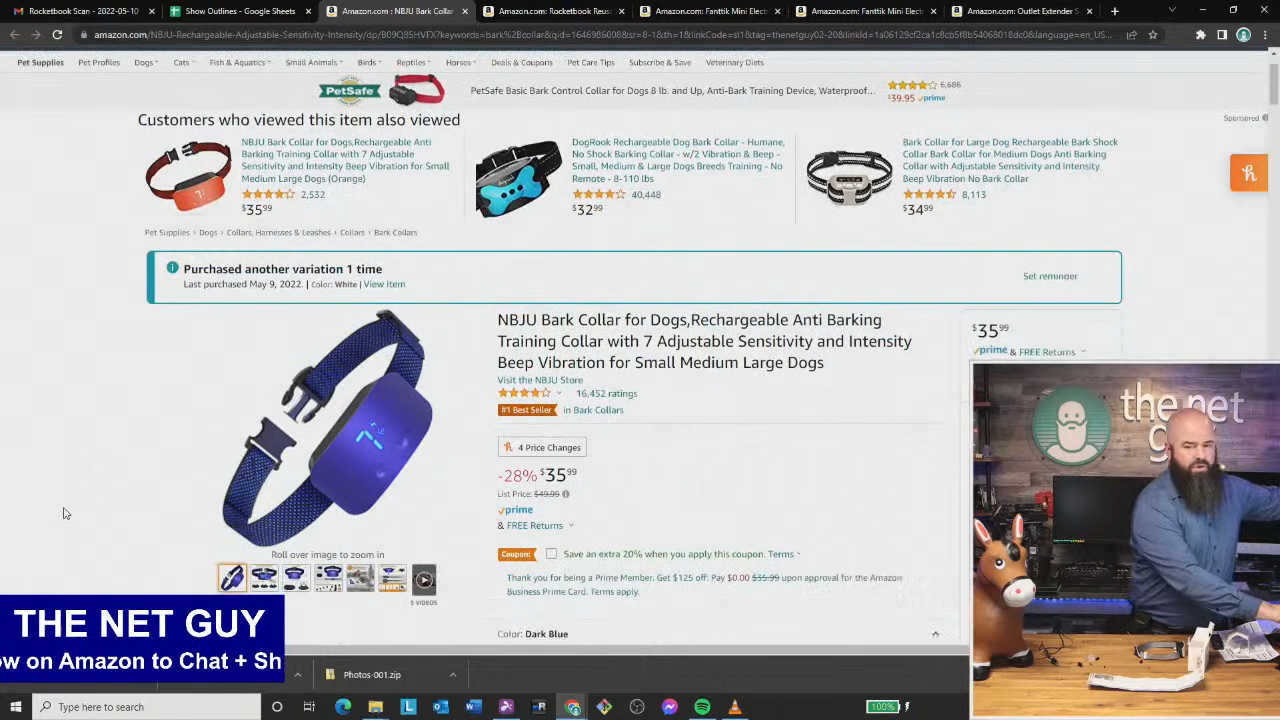 Rocketbook Scan - 2022-05-10
Show Outlines - Google Sheets
Amazon.com : NBJU Bark Collar
Amazon.com: Rocketbook Reus
Amazon.com: Fanttik Mini Electr
Amazon.com: Fanttik Mini Electr
Amazon.com: Outlet Extender S
Pet Supplies
Pet Profiles
Dogs
Cats
Fish & Aquatics
Small Animals
Birds
Reptiles
Horses
Deals & Coupons
Pet Care Tips
Subscribe & Save
Veterinary Diets
PetSafe
PetSafe Basic Bark Control Collar for Dogs 8 lb. and Up, Anti-Bark Training Device, Waterproof...
6,686
$39.95 prime
Customers who viewed this item also viewed
Sponsored
NBJU Bark Collar for Dogs,Rechargeable Anti
Barking Training Collar with 7 Adjustable
Sensitivity and Intensity Beep Vibration for Small
Medium Large Dogs (Orange)
2,532
$35.99
DogRook Rechargeable Dog Bark Collar - Humane,
No Shock Barking Collar - w/2 Vibration & Beep -
Small, Medium & Large Dogs Breeds Training - No
Remote - 8-110 lbs
40,448
$32.99
Bark Collar for Large Dog Rechargeable Bark Shock
Collar Bark Collar for Medium Dogs Anti Barking
Collar with Adjustable Sensitivity and Intensity
Beep Vibration No Bark Collar
8,113
$34.99
Pet Supplies › Dogs › Collars, Harnesses & Leashes › Collars › Bark Collars
Purchased another variation 1 time
Last purchased May 9, 2022. | Color: White | View item
Set reminder
NBJU Bark Collar for Dogs,Rechargeable Anti Barking
Training Collar with 7 Adjustable Sensitivity and Intensity
Beep Vibration for Small Medium Large Dogs
Visit the NBJU Store
16,452 ratings
#1 Best Seller in Bark Collars
4 Price Changes
-28% $35.99
List Price: $49.99
prime
& FREE Returns
Coupon: Save an extra 20% when you apply this coupon. Terms
Thank you for being a Prime Member. Get $125 off: Pay $0.00 $35.99 upon approval for the Amazon
Business Prime Card. Terms apply.
Color: Dark Blue
$35.99
prime & FREE Returns
Roll over image to zoom in
5 VIDEOS
the net
THE NET GUY
ow on Amazon to Chat + Sh
Photos-001.zip
Type here to search
100%